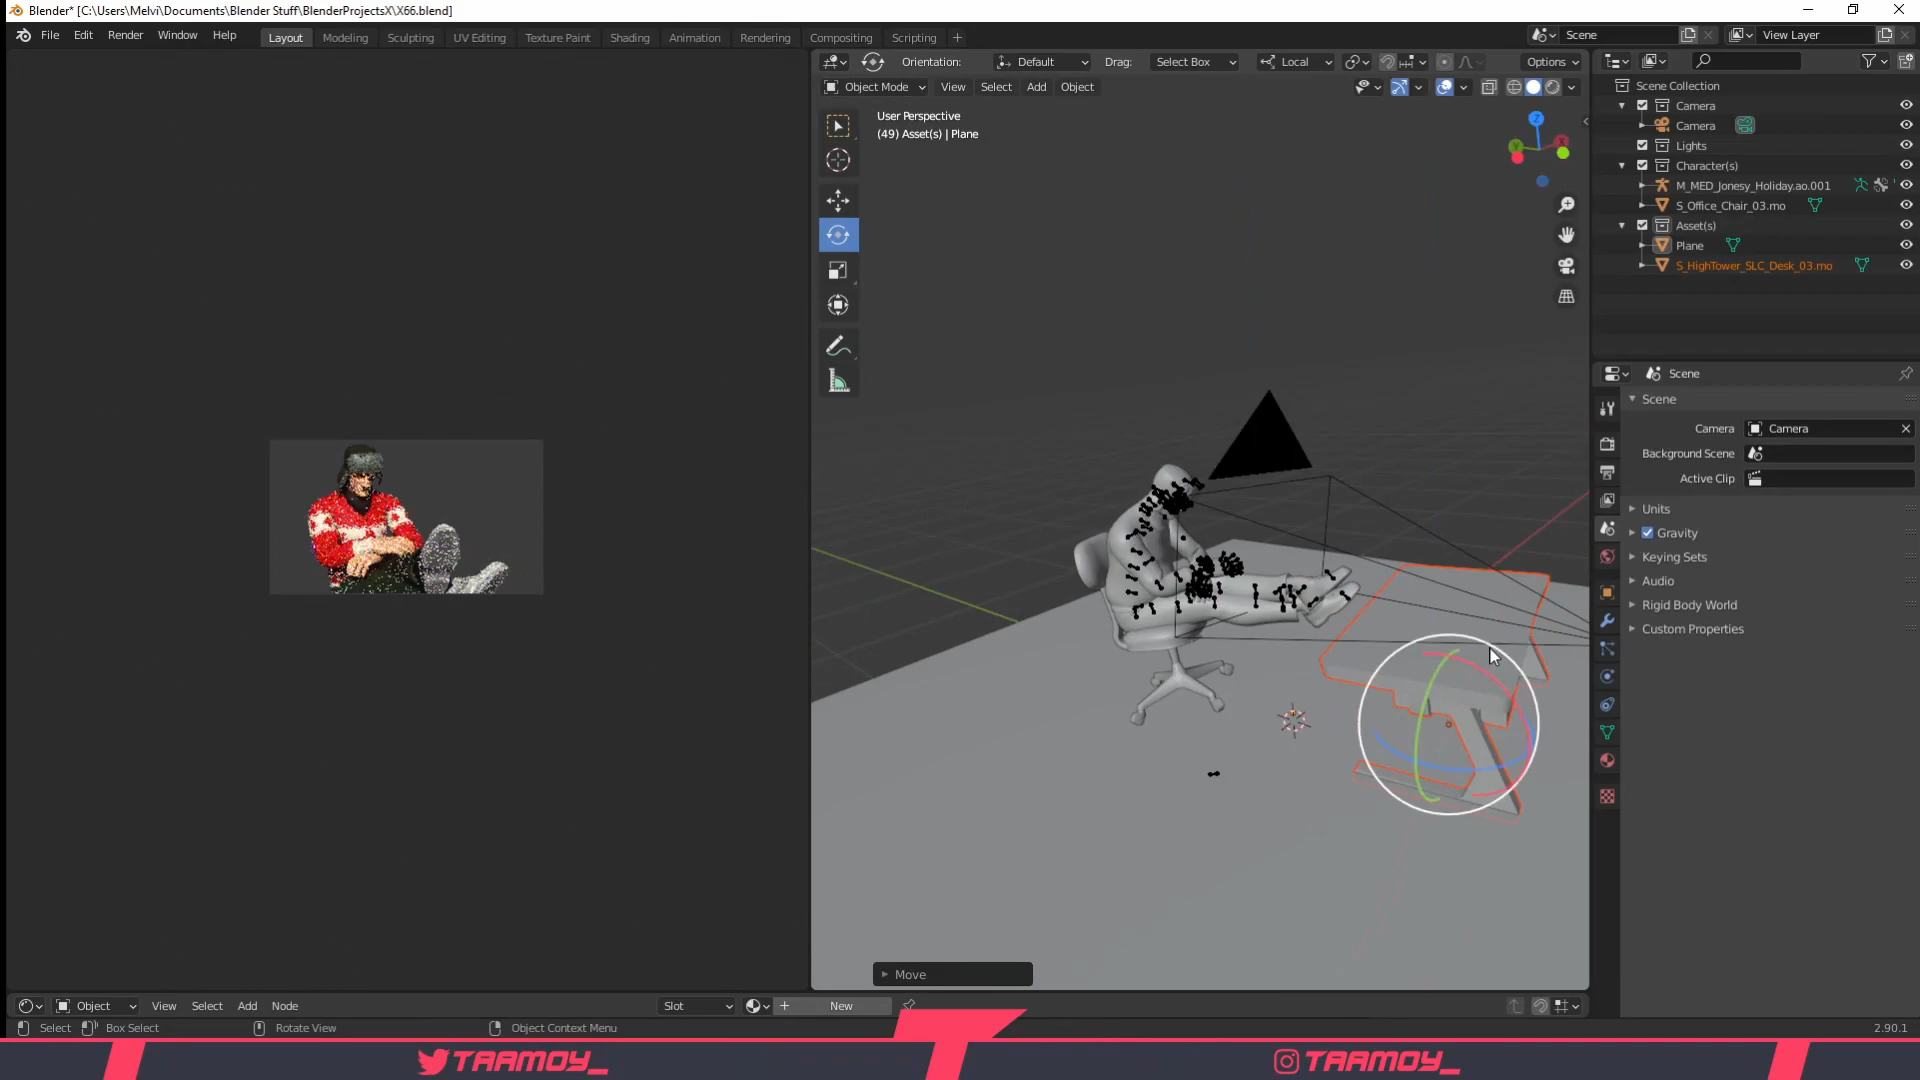 Blender* [C:\Users\Melvi\Documents\Blender Stuff\BlenderProjectsX\X66.blend]
File Edit Render Window Help
Layout Modeling Sculpting UV Editing Texture Paint Shading Animation Rendering Compositing Scripting +
Scene
View Layer
Orientation: Default Drag: Select Box Local Options
Object Mode View Select Add Object
User Perspective
(49) Asset(s) | Plane
Z
Scene Collection
Camera
Camera
Lights
Character(s)
M_MED_Jonesy_Holiday.ao.001
S_Office_Chair_03.mo
Asset(s)
Plane
S_HighTower_SLC_Desk_03.mo
Scene
Scene
Camera Camera
Background Scene
Active Clip
Units
Gravity
Keying Sets
Audio
Rigid Body World
Custom Properties
Move
Object View Select Add Node Slot New
Select Box Select Rotate View Object Context Menu 2.90.1
TAAMOY_ TAAMOY_